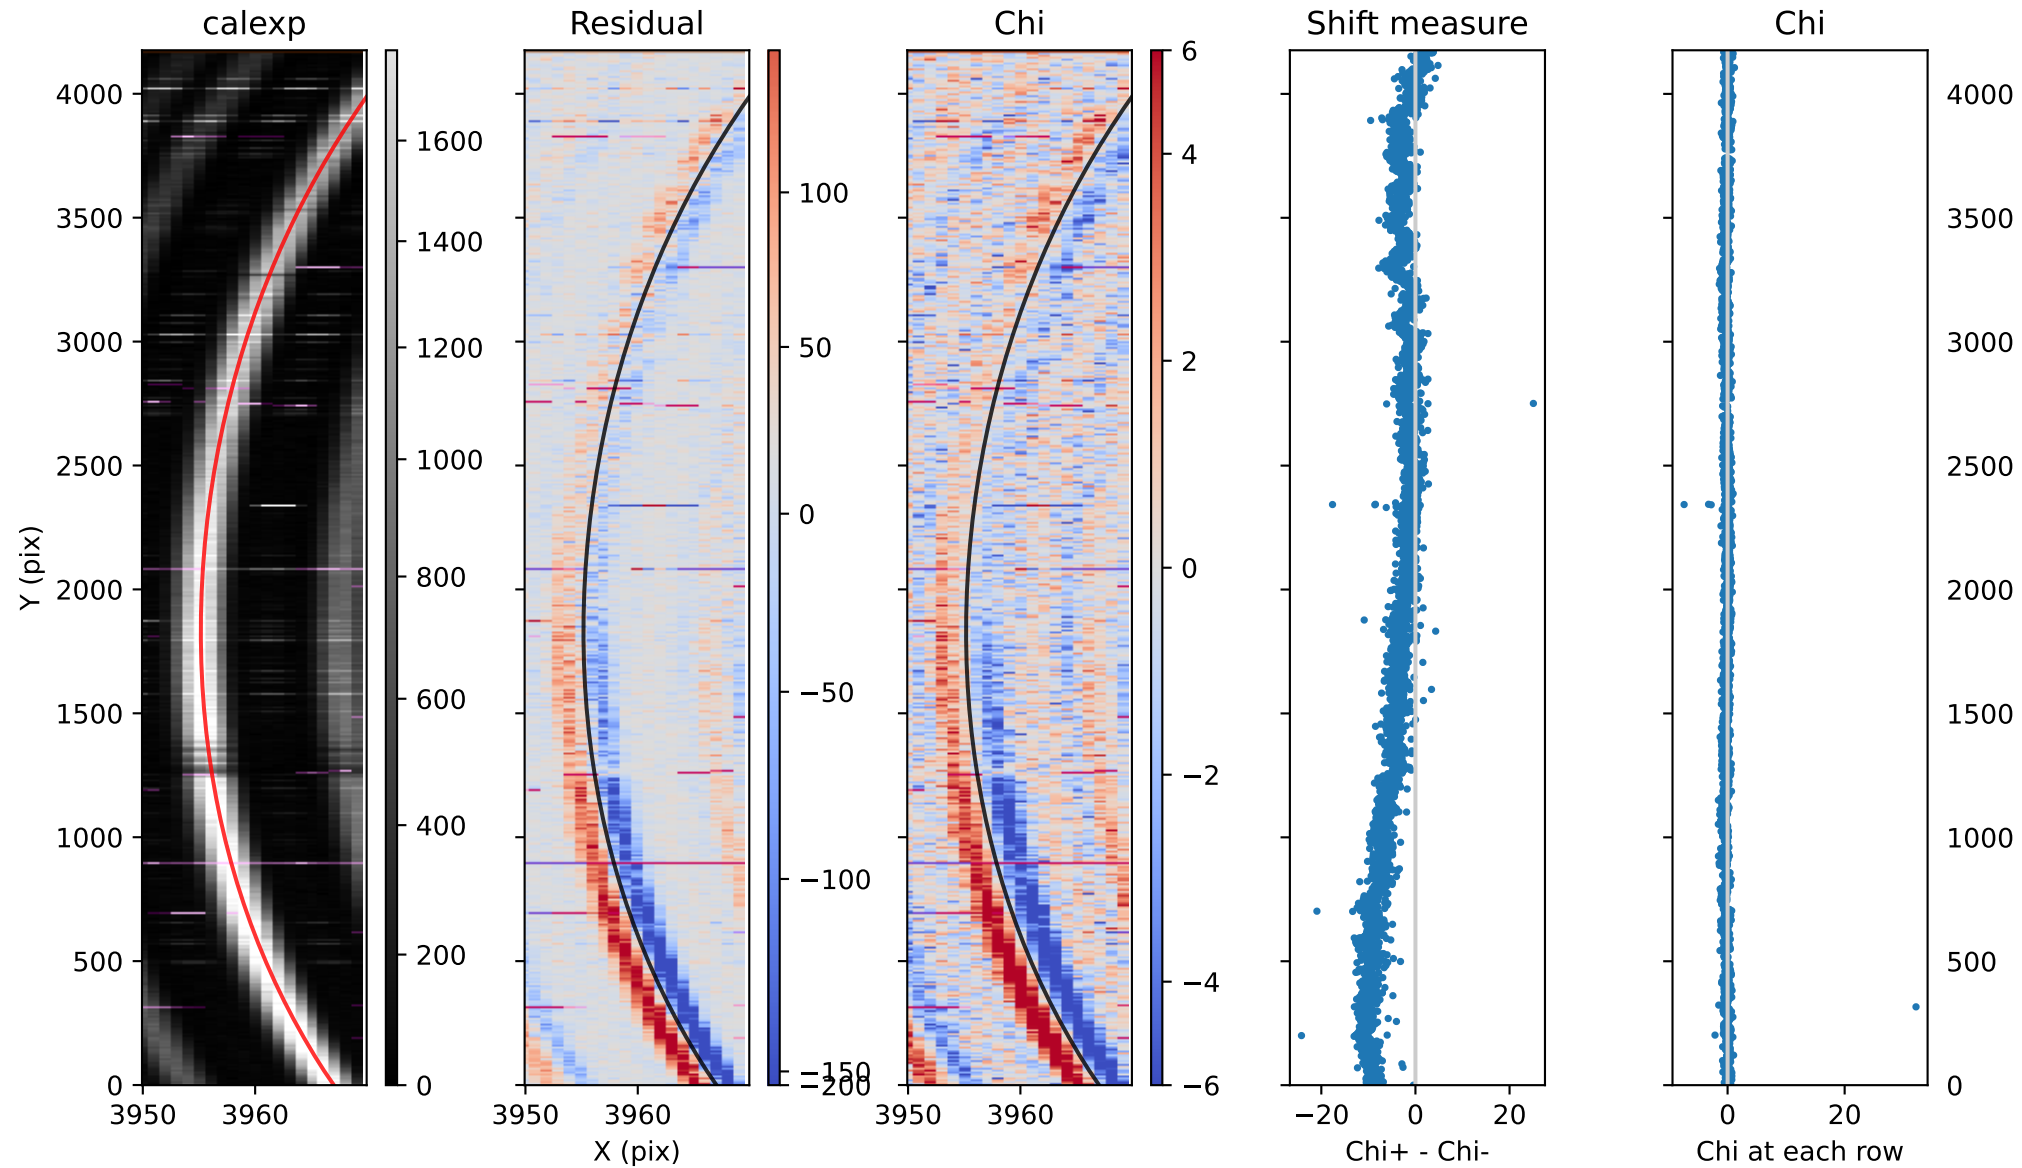 calexp Residual Chi Shift measure Chi
6
4000 4000
1600
100 4
3500 3500
1400
50 2
3000 1200 3000
2500 1000 0 2500
0
Y (pix)
2000 800 2000
−50
1500 600 −2 1500
1000 400 −100 1000
500 200 −4 500
−150
0 0 −200 −6 0
3950 3960 3950 3960 3950 3960 −20 0 20 0 20
X (pix) Chi+ - Chi- Chi at each row